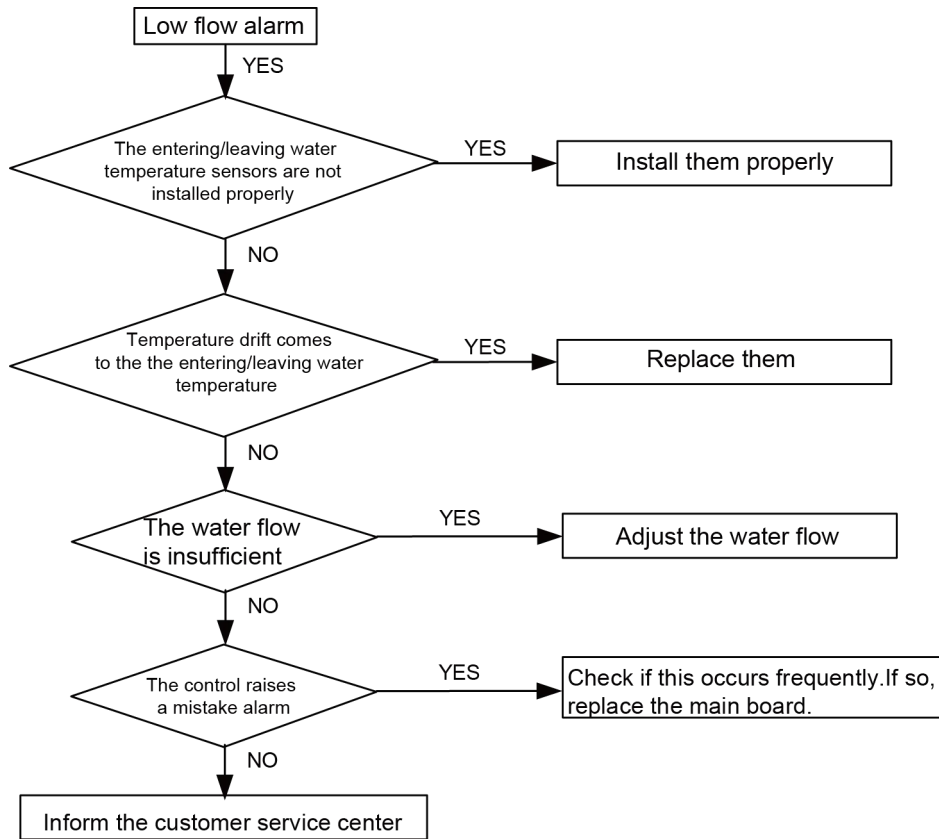 Low flow alarm
YES
The entering/leaving water
temperature sensors are not
installed properly
YES
Install them properly
NO
Temperature drift comes
to the the entering/leaving water
temperature
YES
Replace them
NO
The water flow
is insufficient
YES
Adjust the water flow
NO
The control raises
a mistake alarm
YES
Check if this occurs frequently.If so,
replace the main board.
NO
Inform the customer service center